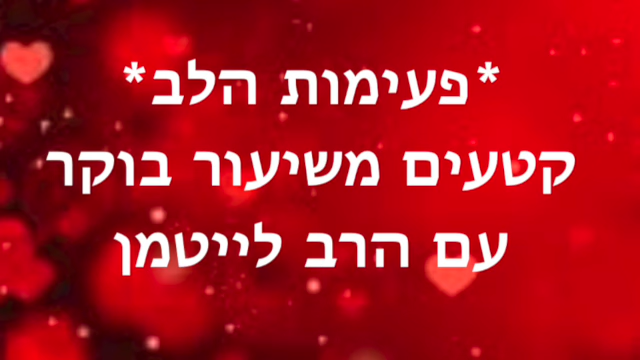 *פעימות הלב*
קטעים משיעור בוקר
עם הרב לייטמן